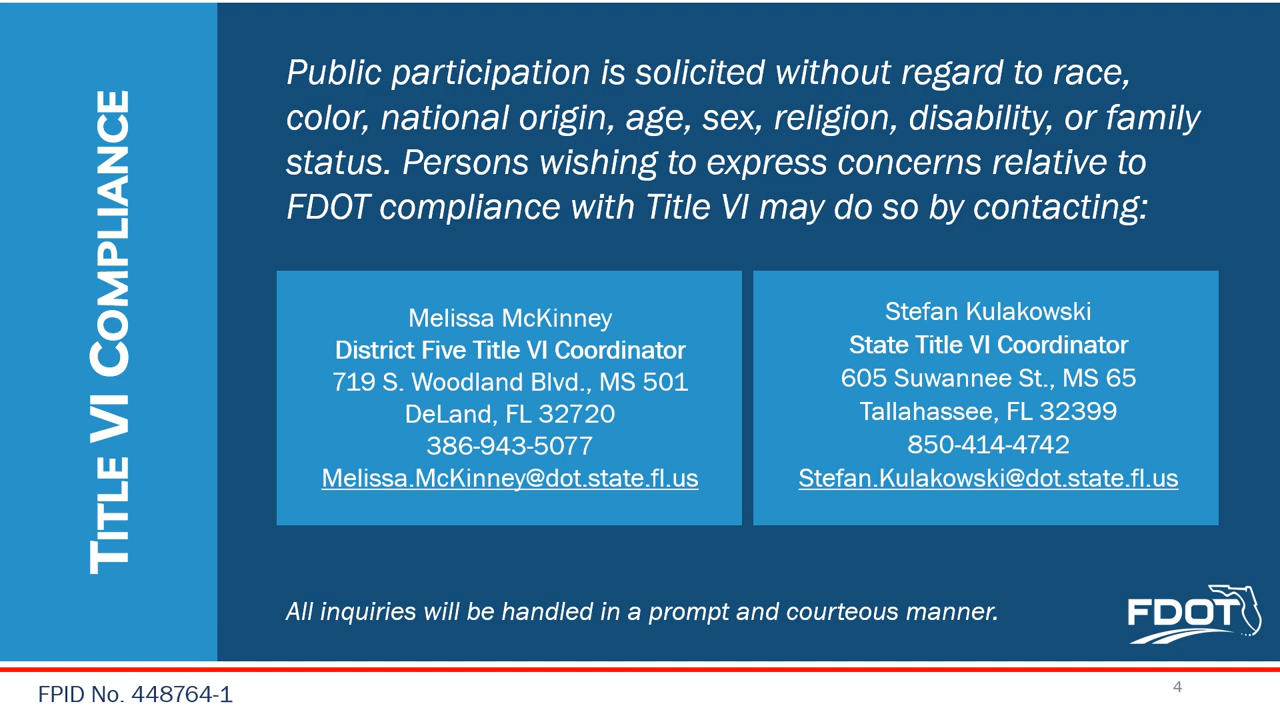 TITLE VI COMPLIANCE
Public participation is solicited without regard to race,
color, national origin, age, sex, religion, disability, or family
status. Persons wishing to express concerns relative to
FDOT compliance with Title VI may do so by contacting:
Melissa McKinney
District Five Title VI Coordinator
719 S. Woodland Blvd., MS 501
DeLand, FL 32720
386-943-5077
Melissa.McKinney@dot.state.fl.us
Stefan Kulakowski
State Title VI Coordinator
605 Suwannee St., MS 65
Tallahassee, FL 32399
850-414-4742
Stefan.Kulakowski@dot.state.fl.us
All inquiries will be handled in a prompt and courteous manner.
FDOT
FPID No. 448764-1
4